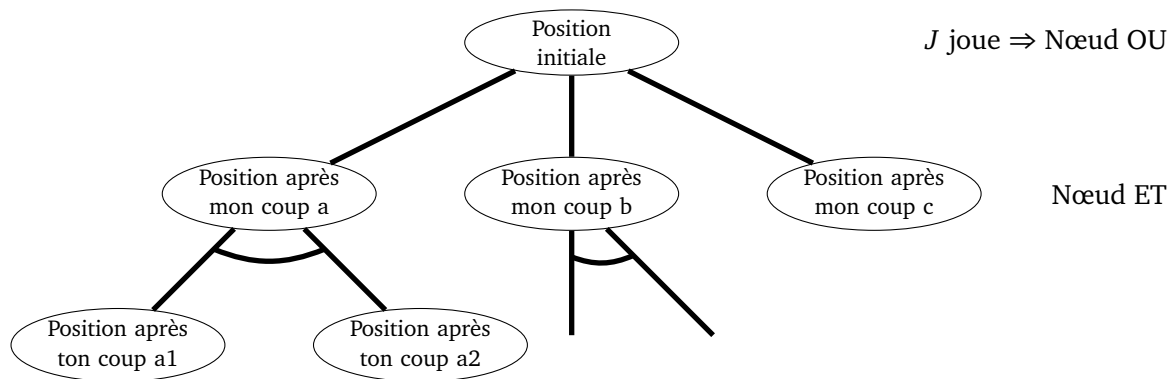 Position
initiale
J joue ⇒ Nœud OU
Position après
mon coup a
Position après
mon coup b
Position après
mon coup c
Nœud ET
Position après
ton coup a1
Position après
ton coup a2